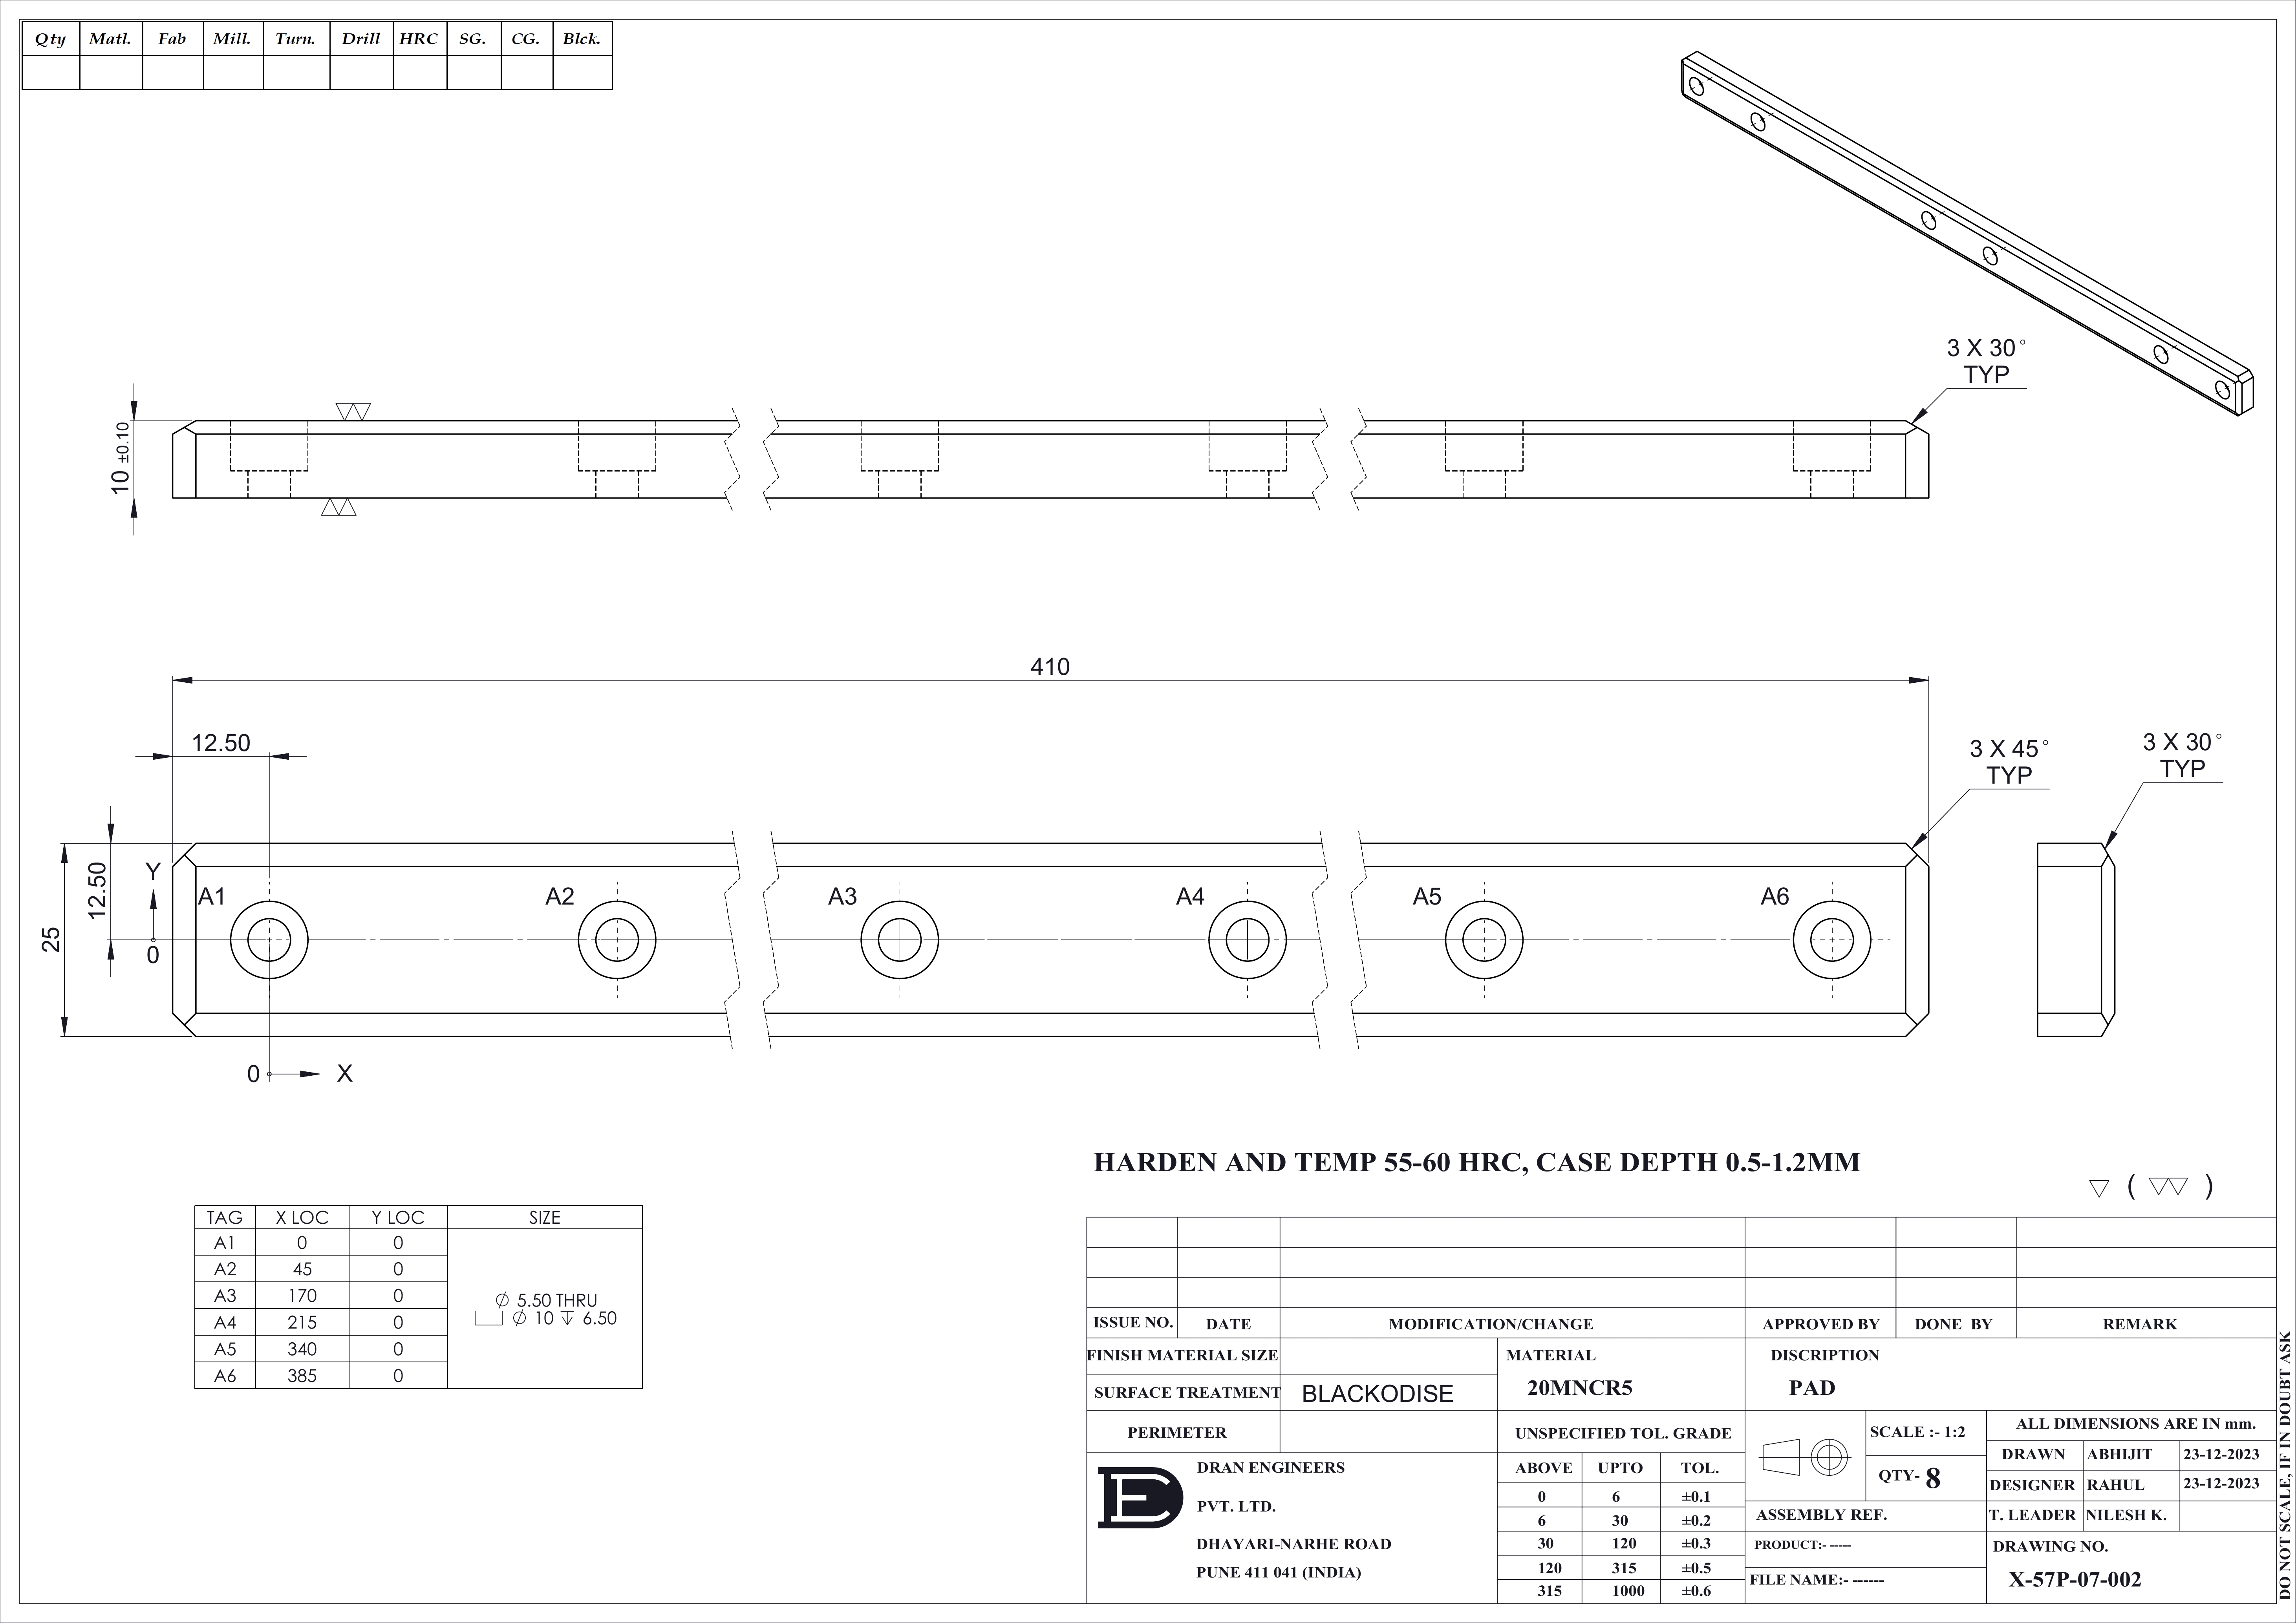 Qty Matl. Fab Mill. Turn. Drill HRC SG. CG. Blck.
3 X 30°
TYP
10 ±0.10
410
12.50
3 X 45°
TYP
3 X 30°
TYP
25
12.50
Y
0
A1 A2 A3 A4 A5 A6
0 X
HARDEN AND TEMP 55-60 HRC, CASE DEPTH 0.5-1.2MM
( )
TAG X LOC Y LOC SIZE
A1 0 0
A2 45 0
A3 170 0
A4 215 0
A5 340 0
A6 385 0
⌀ 5.50 THRU
⌴ ⌀ 10 ↧ 6.50
ISSUE NO. DATE MODIFICATION/CHANGE APPROVED BY DONE BY REMARK
FINISH MATERIAL SIZE
SURFACE TREATMENT BLACKODISE
PERIMETER
MATERIAL
20MNCR5
DISCRIPTION
PAD
UNSPECIFIED TOL. GRADE
ABOVE UPTO TOL.
0 6 ±0.1
6 30 ±0.2
30 120 ±0.3
120 315 ±0.5
315 1000 ±0.6
DE
DRAN ENGINEERS
PVT. LTD.
DHAYARI-NARHE ROAD
PUNE 411 041 (INDIA)
SCALE :- 1:2
QTY- 8
ALL DIMENSIONS ARE IN mm.
DRAWN ABHIJIT 23-12-2023
DESIGNER RAHUL 23-12-2023
T. LEADER NILESH K.
ASSEMBLY REF.
PRODUCT:- -----
FILE NAME:- ------
DRAWING NO.
X-57P-07-002
DO NOT SCALE, IF IN DOUBT ASK